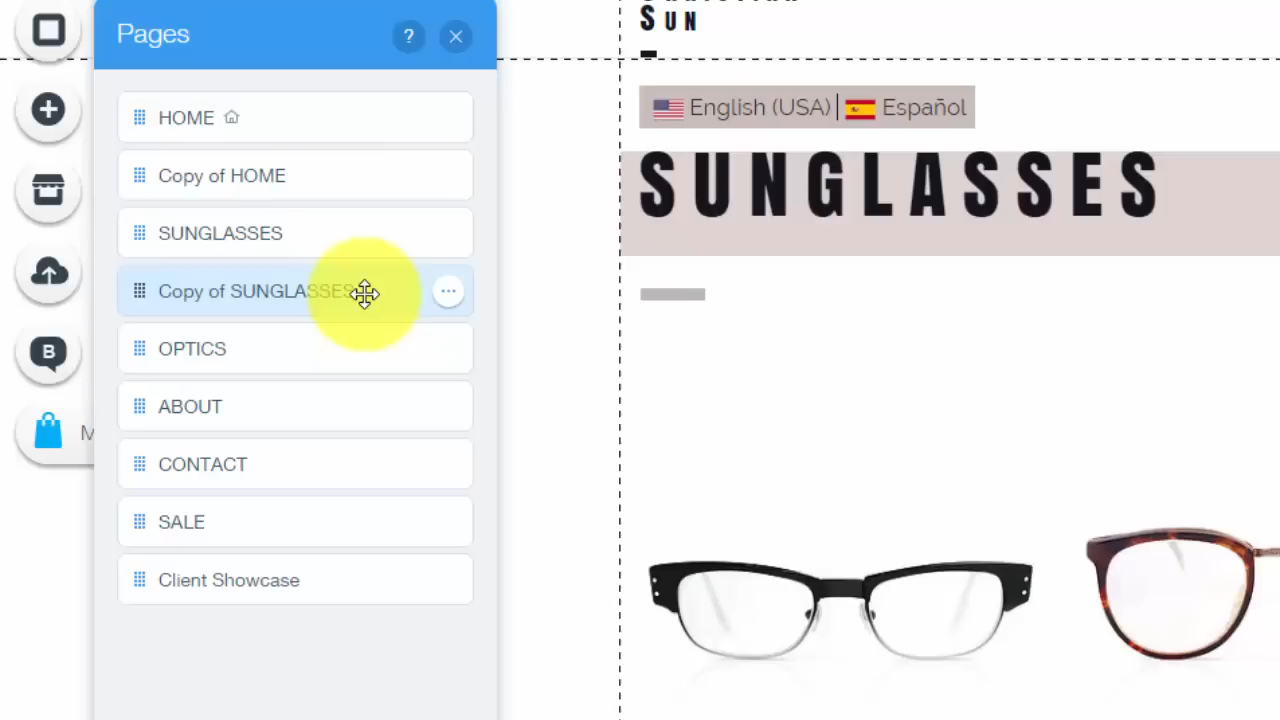 Pages
?
HOME
Copy of HOME
SUNGLASSES
Copy of SUNGLASSES
OPTICS
ABOUT
CONTACT
SALE
Client Showcase
B
M
SUN
English (USA) | Español
SUNGLASSES